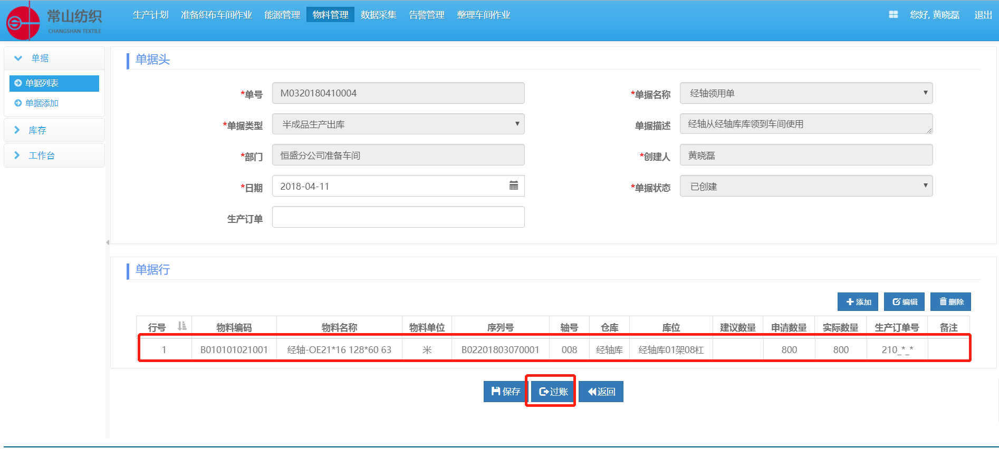 常山纺织
CHANGSHAN TEXTILE
生产计划 准备织布车间作业 能源管理 物料管理 数据采集 告警管理 整理车间作业
您好, 黄晓磊 退出
单据
单据列表
单据添加
库存
工作台
单据头
*单号 M0320180410004 *单据名称 经轴领用单
*单据类型 半成品生产出库 单据描述 经轴从经轴库库领到车间使用
*部门 恒盛分公司准备车间 *创建人 黄晓磊
*日期 2018-04-11 *单据状态 已创建
生产订单
单据行
添加 编辑 删除
行号 物料编码 物料名称 物料单位 序列号 轴号 仓库 库位 建议数量 申请数量 实际数量 生产订单号 备注
1 B010101021001 经轴-OE21*16 128*60 63 米 B02201803070001 008 经轴库 经轴库01架08杠 800 800 210_*_*
保存 过账 返回